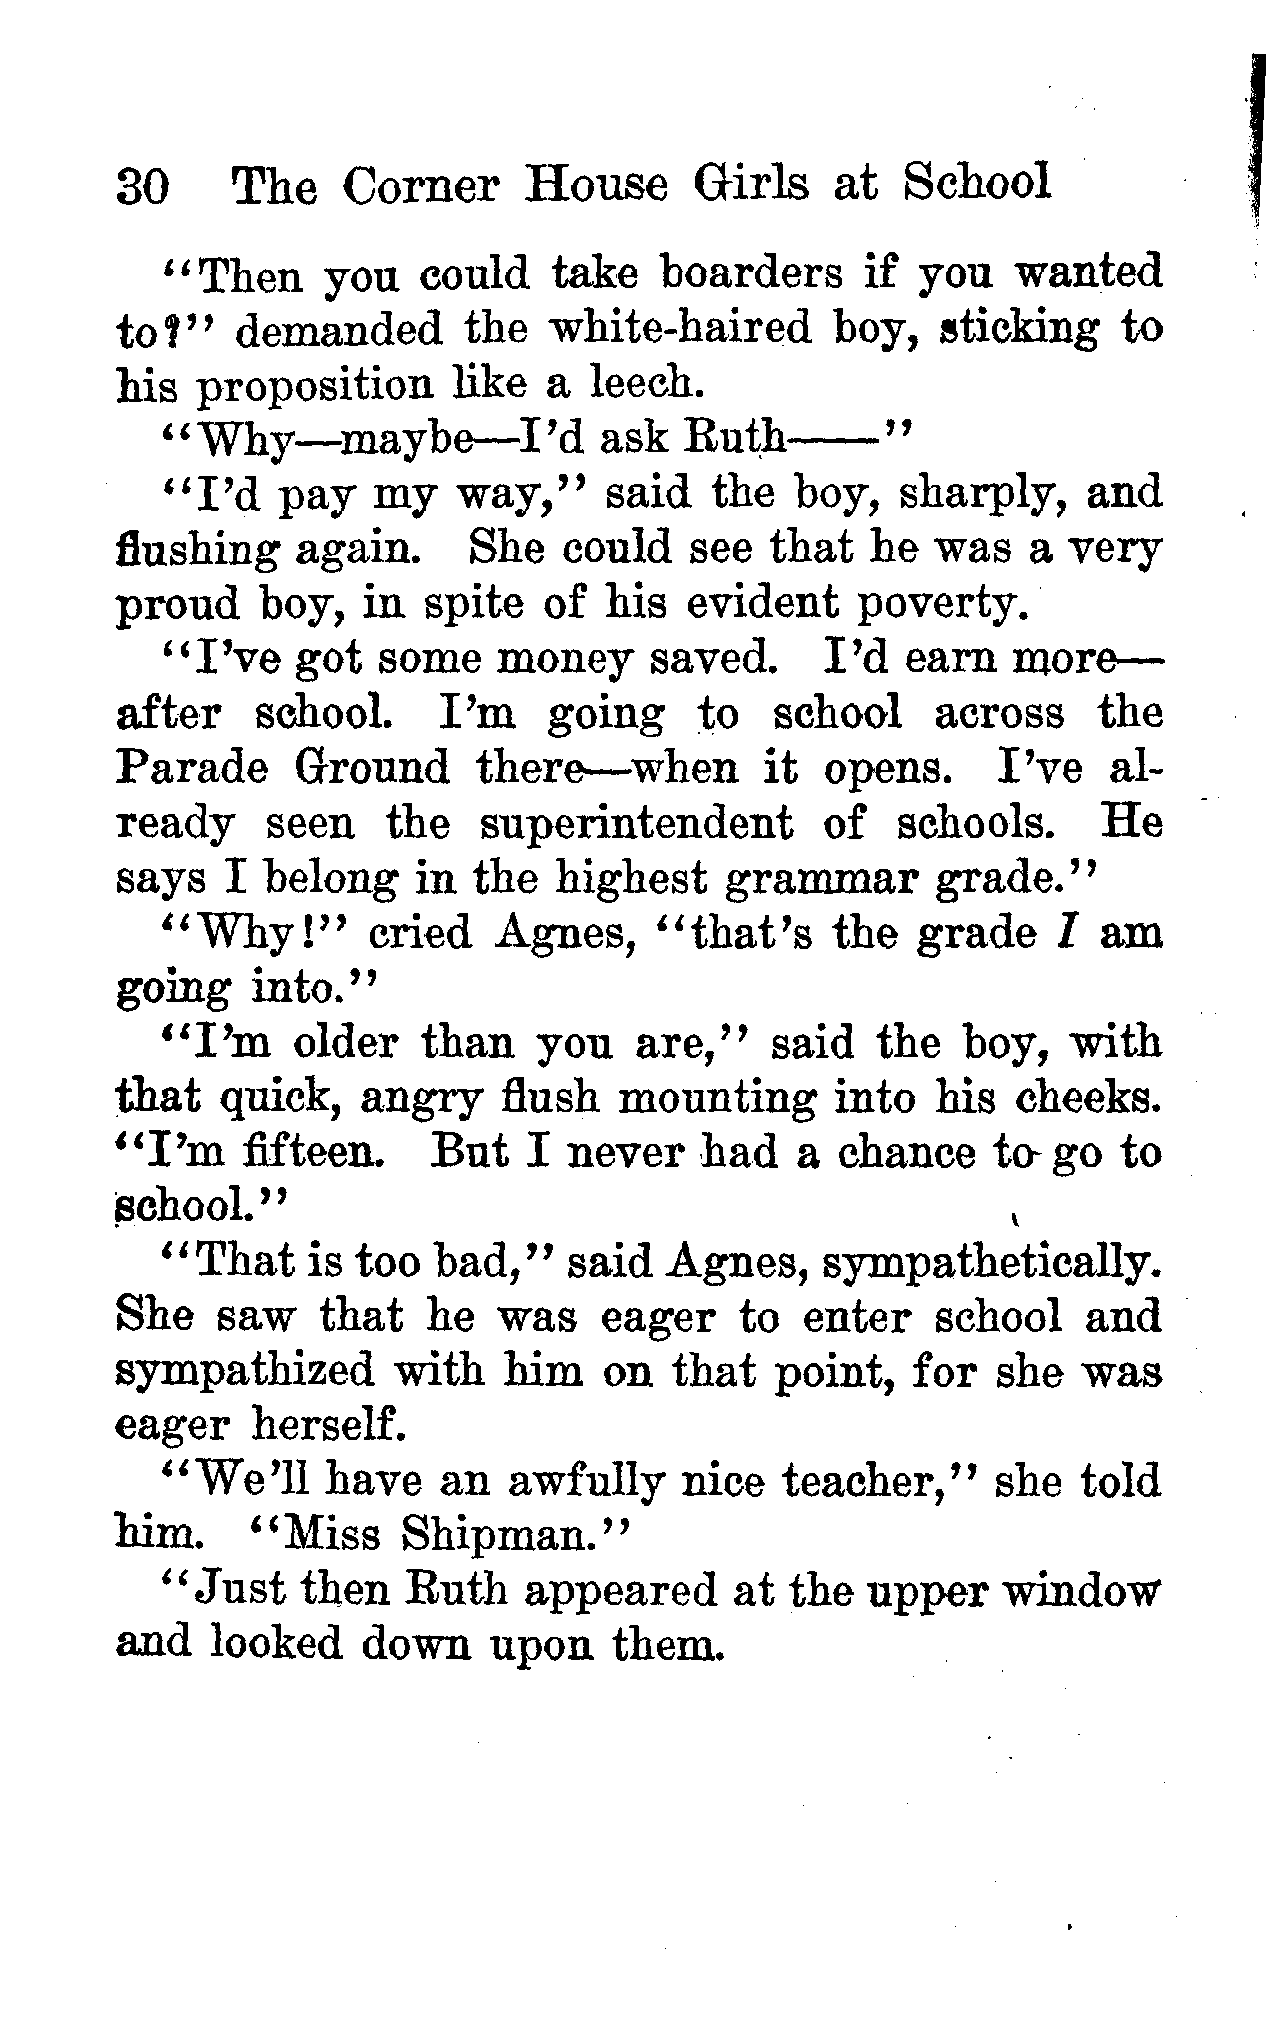 30 The Corner House Girls at School
“Then you could take boarders if you wanted
to?” demanded the white-haired boy, sticking to
his proposition like a leech.
“Why—maybe—I’d ask Ruth——”
“I’d pay my way,” said the boy, sharply, and
flushing again. She could see that he was a very
proud boy, in spite of his evident poverty.
“I’ve got some money saved. I’d earn more—
after school. I’m going to school across the
Parade Ground there—when it opens. I’ve al-
ready seen the superintendent of schools. He
says I belong in the highest grammar grade.”
“Why!” cried Agnes, “that’s the grade I am
going into.”
“I’m older than you are,” said the boy, with
that quick, angry flush mounting into his cheeks.
“I’m fifteen. But I never had a chance to go to
school.”
“That is too bad,” said Agnes, sympathetically.
She saw that he was eager to enter school and
sympathized with him on that point, for she was
eager herself.
“We’ll have an awfully nice teacher,” she told
him. “Miss Shipman.”
“Just then Ruth appeared at the upper window
and looked down upon them.